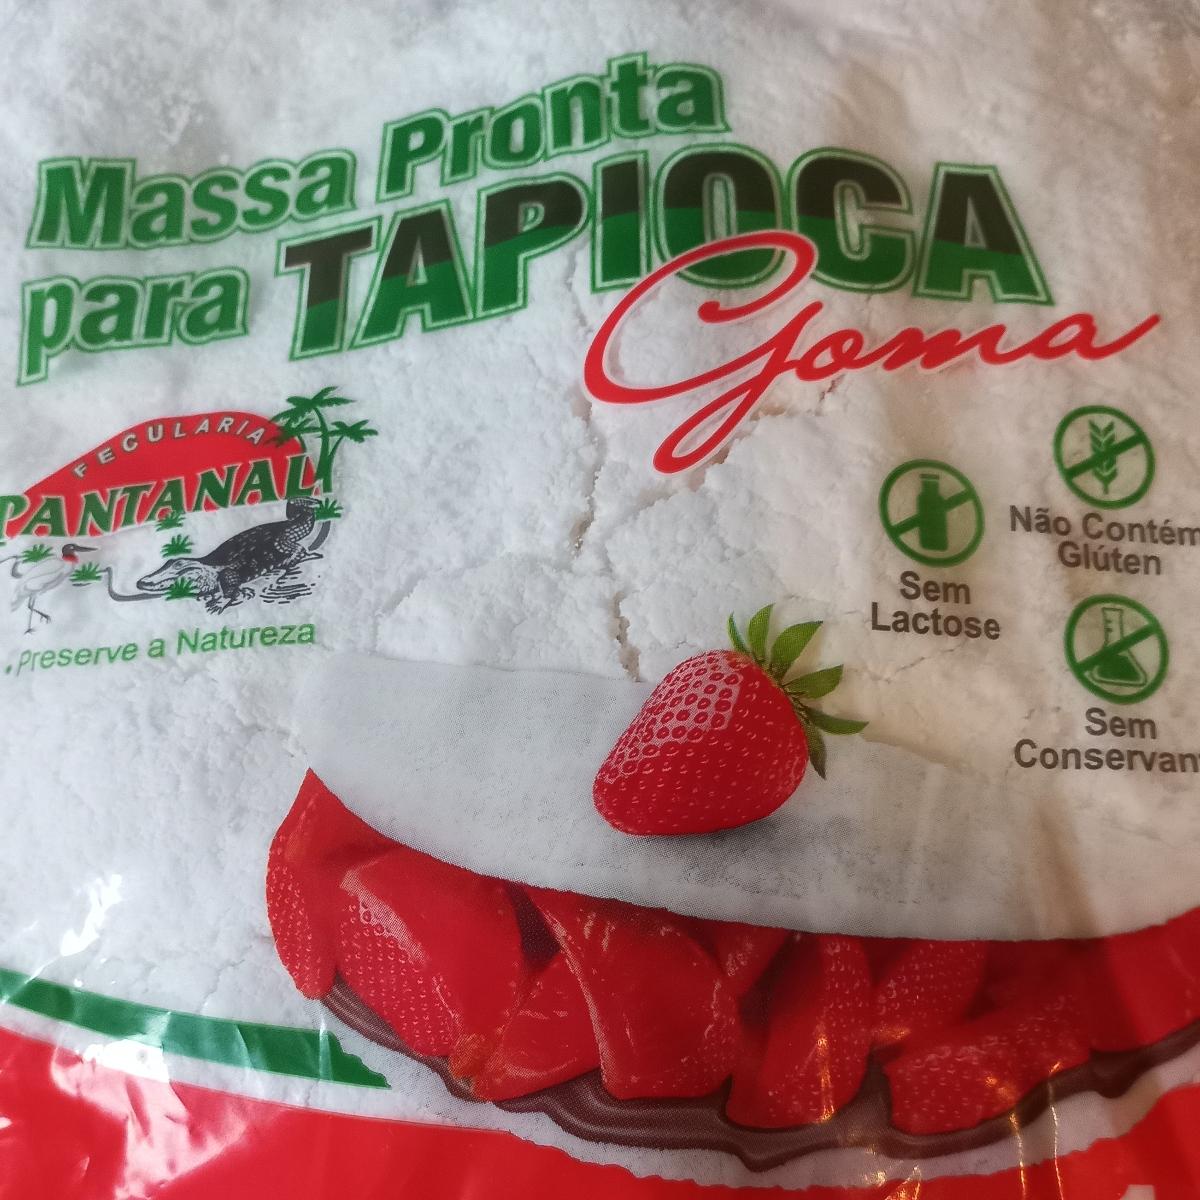 Massa Pronta
para TAPIOCA
Goma
FECULARIA
PANTANAL
Preserve a Natureza
Não Contém
Glúten
Sem
Lactose
Sem